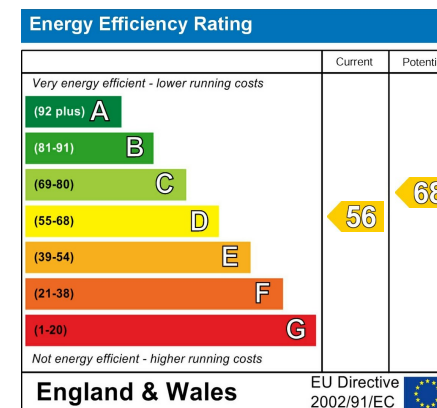 Energy Efficiency Rating
Current Potenti
Very energy efficient - lower running costs
(92 plus) A
(81-91) B
(69-80) C
68
(55-68) D
56
(39-54) E
(21-38) F
(1-20) G
Not energy efficient - higher running costs
England & Wales
EU Directive
2002/91/EC